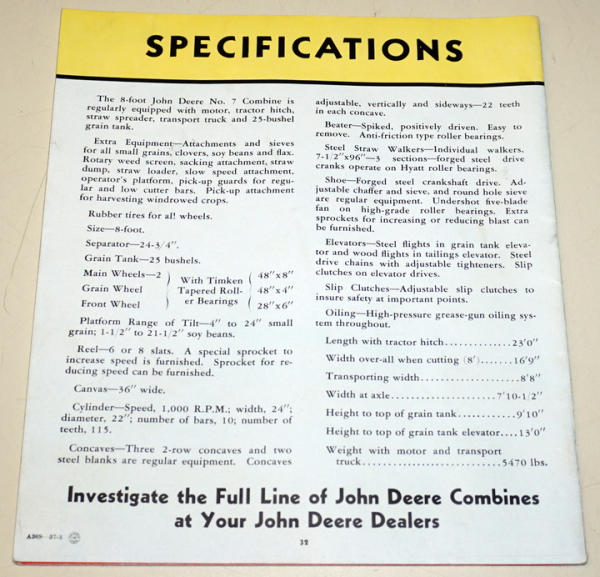 SPECIFICATIONS
The 8-foot John Deere No. 7 Combine is
regularly equipped with motor, tractor hitch,
straw spreader, transport truck and 25-bushel
grain tank.
Extra Equipment—Attachments and sieves
for all small grains, clovers, soy beans and flax.
Rotary weed screen, sacking attachment, straw
dump, straw loader, slow speed attachment,
operator's platform, pick-up guards for regu-
lar and low cutter bars. Pick-up attachment
for harvesting windrowed crops.
Rubber tires for all wheels.
Size—8-foot.
Separator—24-3/4".
Grain Tank—25 bushels.
Main Wheels—2 ) With Timken ( 48"x8"
Grain Wheel ) Tapered Roll- ( 48"x4"
Front Wheel ) er Bearings ( 28"x6"
Platform Range of Tilt—4" to 24" small
grain; 1-1/2" to 21-1/2" soy beans.
Reel—6 or 8 slats. A special sprocket to
increase speed is furnished. Sprocket for re-
ducing speed can be furnished.
Canvas—36" wide.
Cylinder—Speed, 1,000 R.P.M.; width, 24";
diameter, 22"; number of bars, 10; number of
teeth, 115.
Concaves—Three 2-row concaves and two
steel blanks are regular equipment. Concaves
adjustable, vertically and sideways—22 teeth
in each concave.
Beater—Spiked, positively driven. Easy to
remove. Anti-friction type roller bearings.
Steel Straw Walkers—Individual walkers.
7-1/2"x96"—3 sections—forged steel drive
cranks operate on Hyatt roller bearings.
Shoe—Forged steel crankshaft drive. Ad-
justable chaffer and sieve, and round hole sieve
are regular equipment. Undershot five-blade
fan on high-grade roller bearings. Extra
sprockets for increasing or reducing blast can
be furnished.
Elevators—Steel flights in grain tank eleva-
tor and wood flights in tailings elevator. Steel
drive chains with adjustable tighteners. Slip
clutches on elevator drives.
Slip Clutches—Adjustable slip clutches to
insure safety at important points.
Oiling—High-pressure grease-gun oiling sys-
tem throughout.
Length with tractor hitch..............23'0"
Width over-all when cutting (8').......16'9"
Transporting width....................8'8"
Width at axle.....................7'10-1/2"
Height to top of grain tank............9'10"
Height to top of grain tank elevator....13'0"
Weight with motor and transport
truck............................5470 lbs.
Investigate the Full Line of John Deere Combines
at Your John Deere Dealers
32